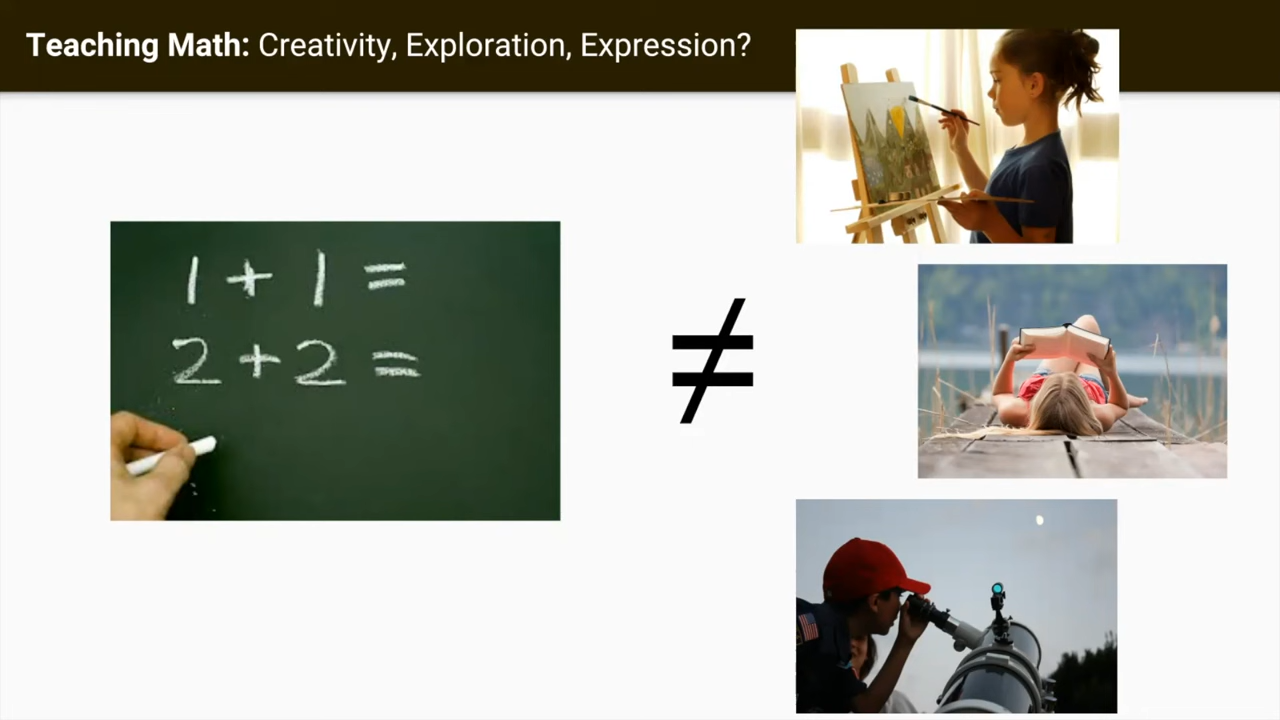 Teaching Math: Creativity, Exploration, Expression?
1 + 1 =
2 + 2 =
≠